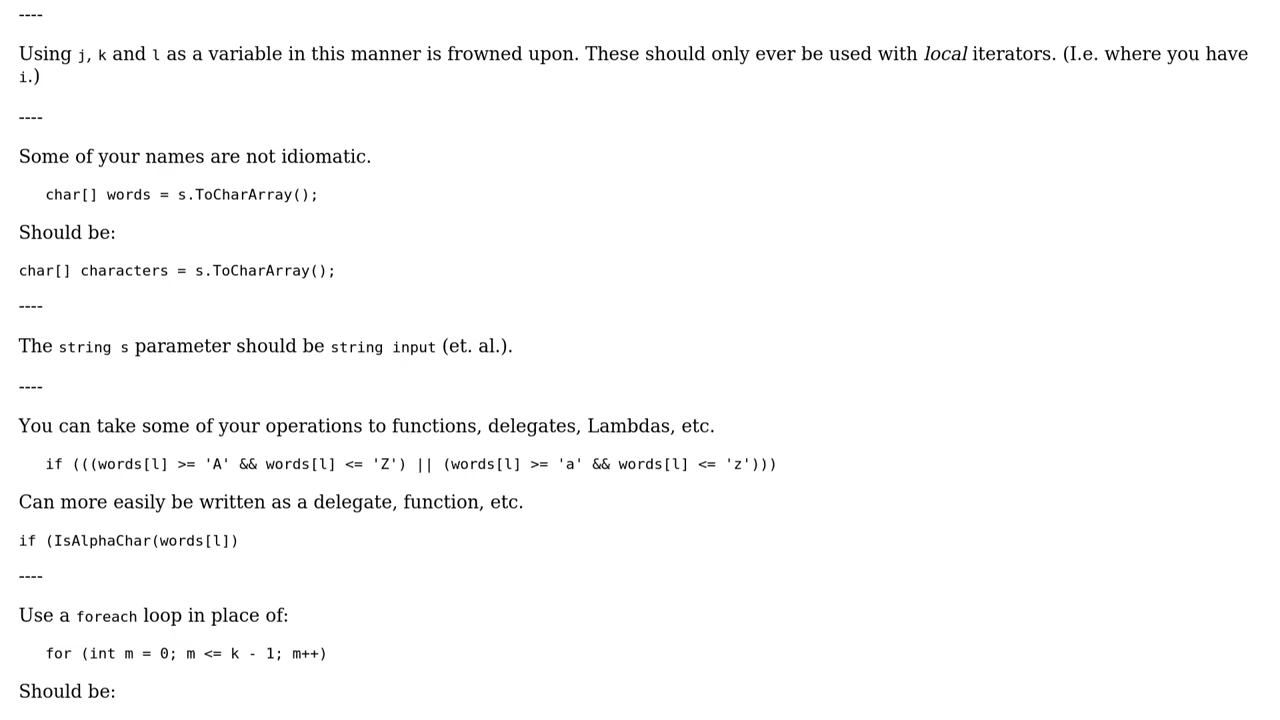 ----
Using j, k and l as a variable in this manner is frowned upon. These should only ever be used with local iterators. (I.e. where you have
i.)
----
Some of your names are not idiomatic.
char[] words = s.ToCharArray();
Should be:
char[] characters = s.ToCharArray();
----
The string s parameter should be string input (et. al.).
----
You can take some of your operations to functions, delegates, Lambdas, etc.
if (((words[l] >= 'A' && words[l] <= 'Z') || (words[l] >= 'a' && words[l] <= 'z')))
Can more easily be written as a delegate, function, etc.
if (IsAlphaChar(words[l])
----
Use a foreach loop in place of:
for (int m = 0; m <= k - 1; m++)
Should be: